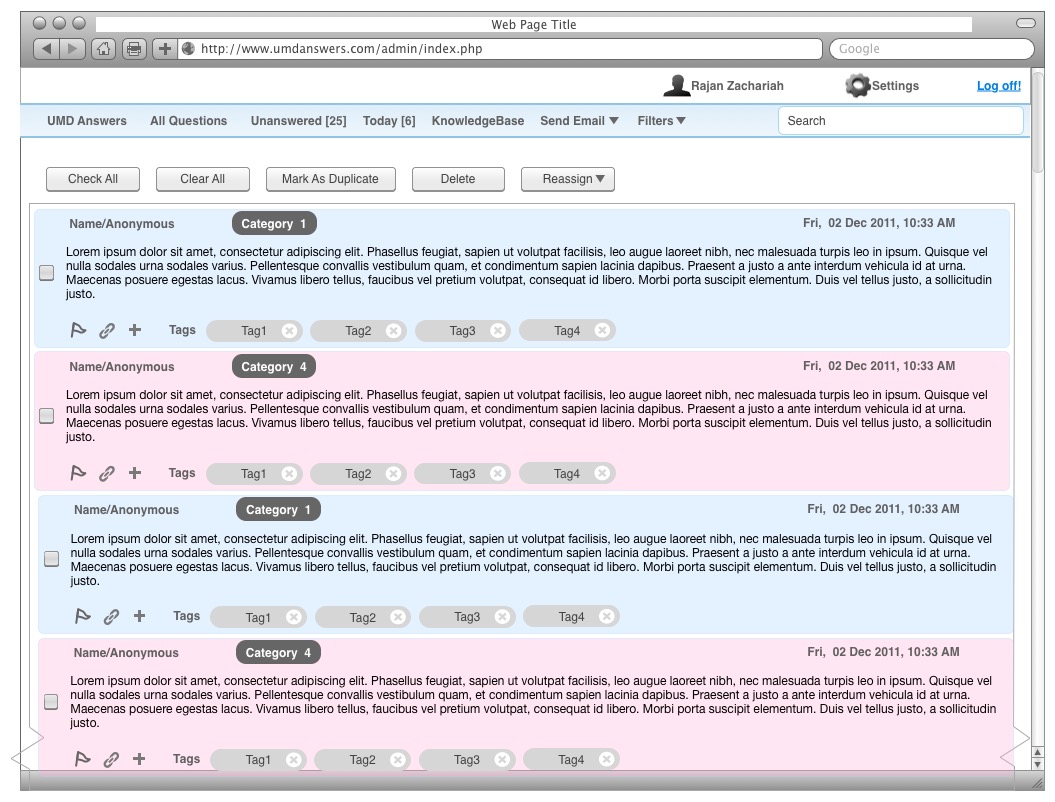 Web Page Title
http://www.umdanswers.com/admin/index.php
Google
Rajan Zachariah Settings Log off!
UMD Answers All Questions Unanswered [25] Today [6] KnowledgeBase Send Email Filters Search
Check All Clear All Mark As Duplicate Delete Reassign
Name/Anonymous Category 1 Fri, 02 Dec 2011, 10:33 AM
Lorem ipsum dolor sit amet, consectetur adipiscing elit. Phasellus feugiat, sapien ut volutpat facilisis, leo augue laoreet nibh, nec malesuada turpis leo in ipsum. Quisque vel
nulla sodales urna sodales varius. Pellentesque convallis vestibulum quam, et condimentum sapien lacinia dapibus. Praesent a justo a ante interdum vehicula id at urna.
Maecenas posuere egestas lacus. Vivamus libero tellus, faucibus vel pretium volutpat, consequat id libero. Morbi porta suscipit elementum. Duis vel tellus justo, a sollicitudin
justo.
Tags Tag1 Tag2 Tag3 Tag4
Name/Anonymous Category 4 Fri, 02 Dec 2011, 10:33 AM
Lorem ipsum dolor sit amet, consectetur adipiscing elit. Phasellus feugiat, sapien ut volutpat facilisis, leo augue laoreet nibh, nec malesuada turpis leo in ipsum. Quisque vel
nulla sodales urna sodales varius. Pellentesque convallis vestibulum quam, et condimentum sapien lacinia dapibus. Praesent a justo a ante interdum vehicula id at urna.
Maecenas posuere egestas lacus. Vivamus libero tellus, faucibus vel pretium volutpat, consequat id libero. Morbi porta suscipit elementum. Duis vel tellus justo, a sollicitudin
justo.
Tags Tag1 Tag2 Tag3 Tag4
Name/Anonymous Category 1 Fri, 02 Dec 2011, 10:33 AM
Lorem ipsum dolor sit amet, consectetur adipiscing elit. Phasellus feugiat, sapien ut volutpat facilisis, leo augue laoreet nibh, nec malesuada turpis leo in ipsum. Quisque vel
nulla sodales urna sodales varius. Pellentesque convallis vestibulum quam, et condimentum sapien lacinia dapibus. Praesent a justo a ante interdum vehicula id at urna.
Maecenas posuere egestas lacus. Vivamus libero tellus, faucibus vel pretium volutpat, consequat id libero. Morbi porta suscipit elementum. Duis vel tellus justo, a sollicitudin
justo.
Tags Tag1 Tag2 Tag3 Tag4
Name/Anonymous Category 4 Fri, 02 Dec 2011, 10:33 AM
Lorem ipsum dolor sit amet, consectetur adipiscing elit. Phasellus feugiat, sapien ut volutpat facilisis, leo augue laoreet nibh, nec malesuada turpis leo in ipsum. Quisque vel
nulla sodales urna sodales varius. Pellentesque convallis vestibulum quam, et condimentum sapien lacinia dapibus. Praesent a justo a ante interdum vehicula id at urna.
Maecenas posuere egestas lacus. Vivamus libero tellus, faucibus vel pretium volutpat, consequat id libero. Morbi porta suscipit elementum. Duis vel tellus justo, a sollicitudin
justo.
Tags Tag1 Tag2 Tag3 Tag4